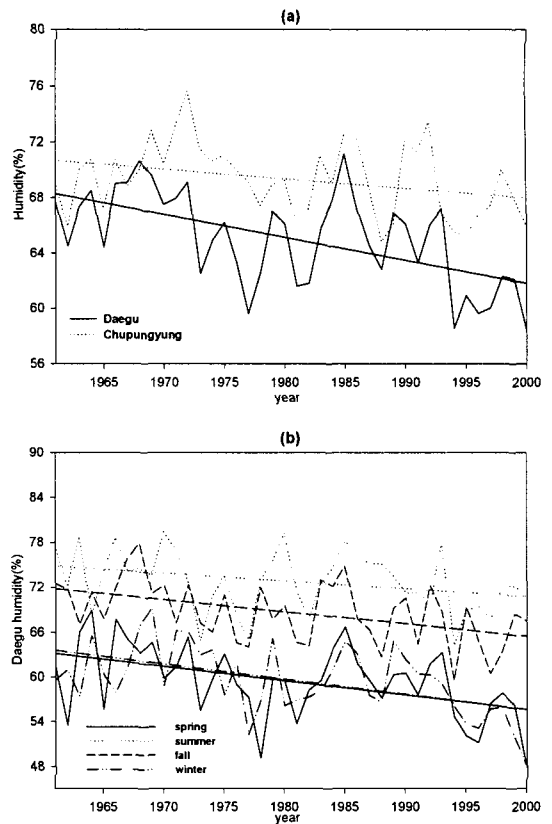 (a)
80
76
72
68
64
60
56
Humidity(%)
Daegu
Chupungyung
1965 1970 1975 1980 1985 1990 1995 2000
year
(b)
90
84
78
72
66
60
54
48
Daegu humidity(%)
spring
summer
fall
winter
1965 1970 1975 1980 1985 1990 1995 2000
year